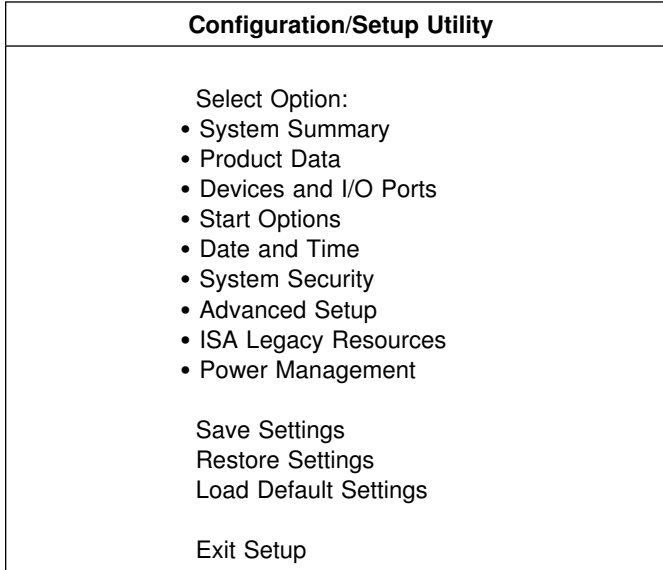 Configuration/Setup Utility
Select Option:
• System Summary
• Product Data
• Devices and I/O Ports
• Start Options
• Date and Time
• System Security
• Advanced Setup
• ISA Legacy Resources
• Power Management
Save Settings
Restore Settings
Load Default Settings
Exit Setup